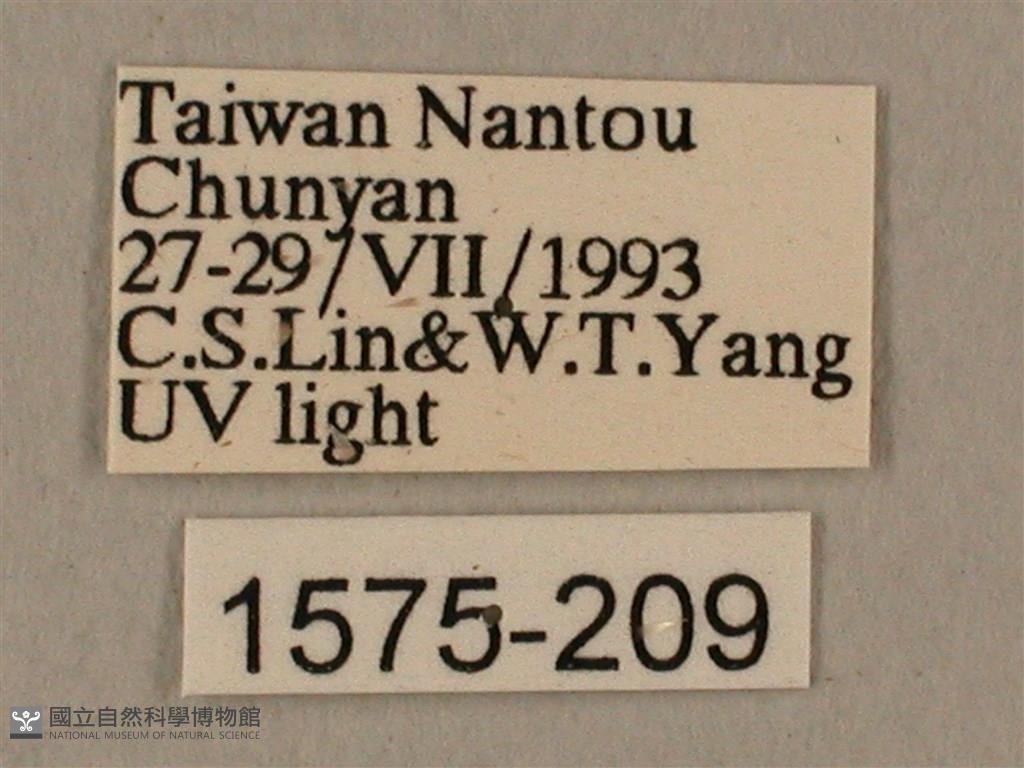 Taiwan Nantou
Chunyan
27-29/VII/1993
C.S.Lin&W.T.Yang
UV light
1575-209
國立自然科學博物館
NATIONAL MUSEUM OF NATURAL SCIENCE